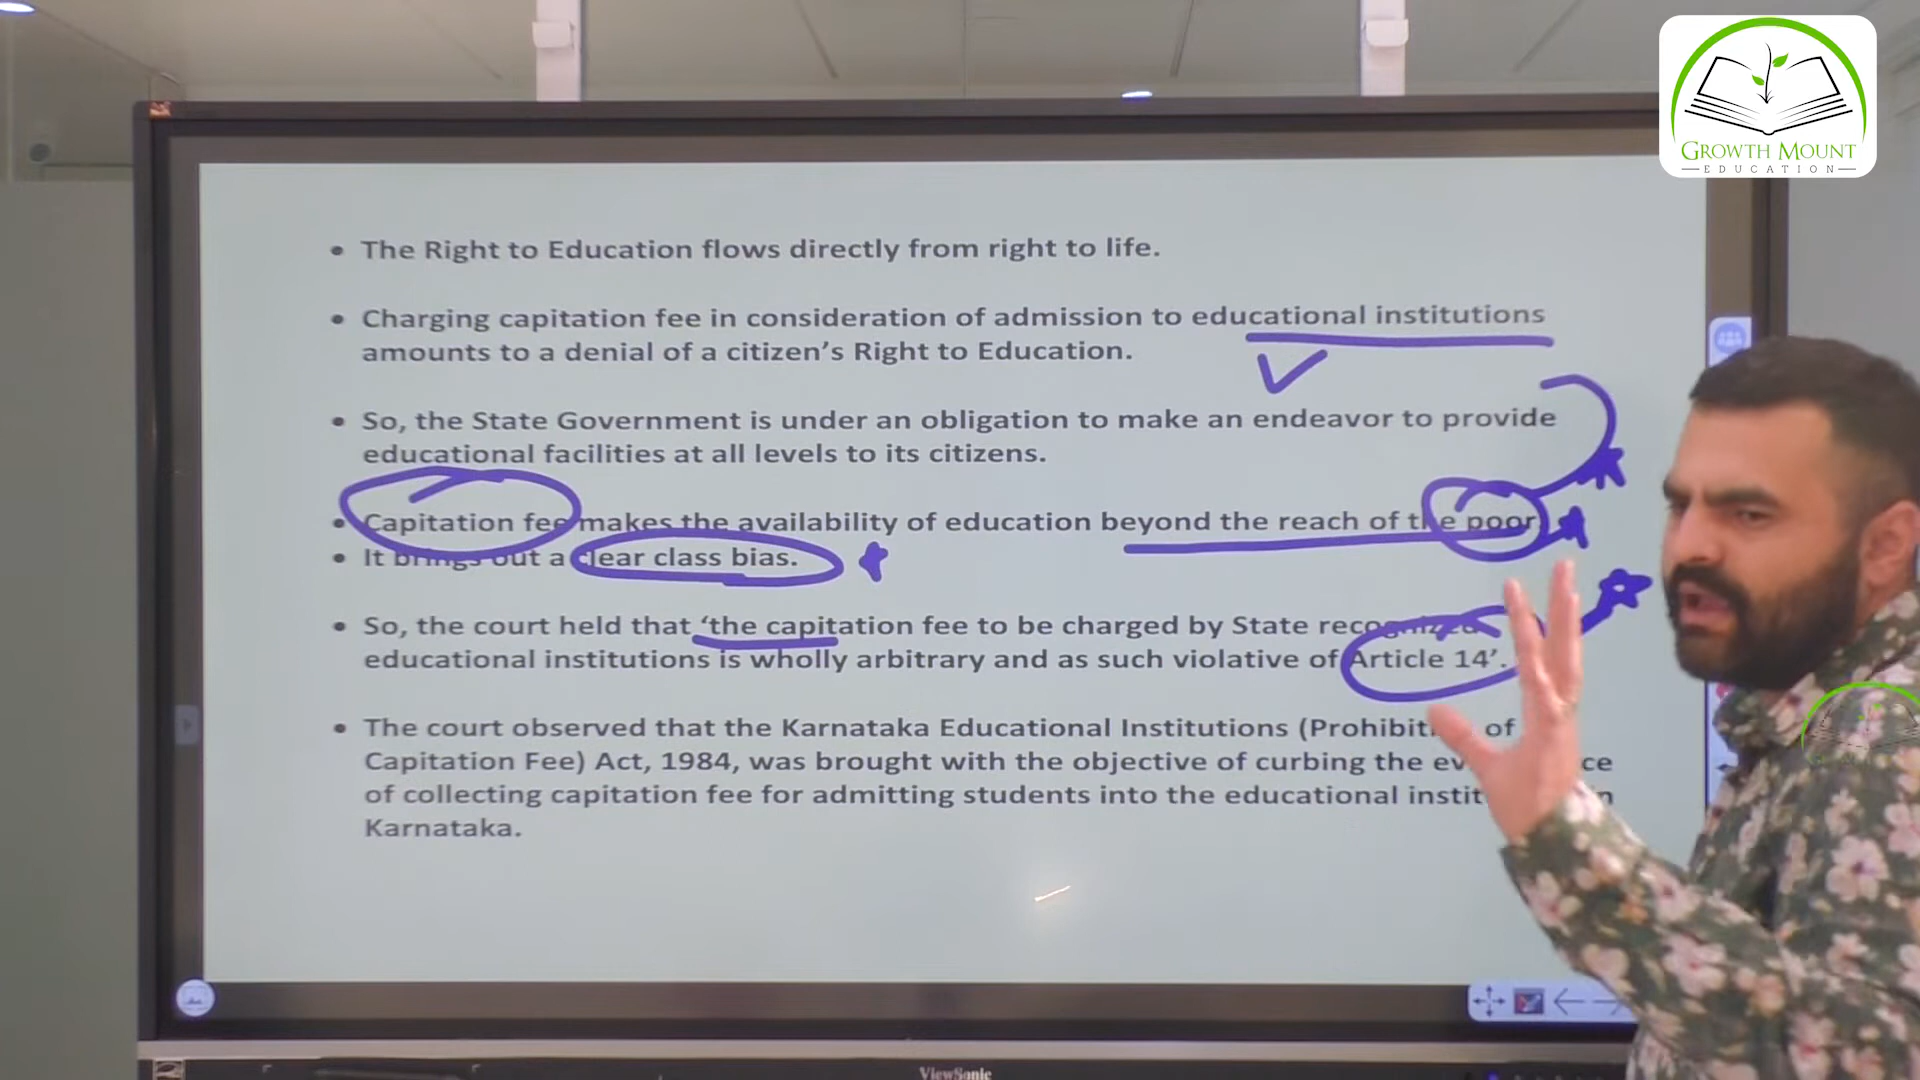 GROWTH MOUNT
EDUCATION
• The Right to Education flows directly from right to life.
• Charging capitation fee in consideration of admission to educational institutions
amounts to a denial of a citizen's Right to Education.
• So, the State Government is under an obligation to make an endeavor to provide
educational facilities at all levels to its citizens.
• Capitation fee makes the availability of education beyond the reach of the poor
• It brings out a clear class bias.
• So, the court held that 'the capitation fee to be charged by State recognized
educational institutions is wholly arbitrary and as such violative of Article 14'.
• The court observed that the Karnataka Educational Institutions (Prohibit of
Capitation Fee) Act, 1984, was brought with the objective of curbing the
of collecting capitation fee for admitting students into the educational
Karnataka.
ViewSonic